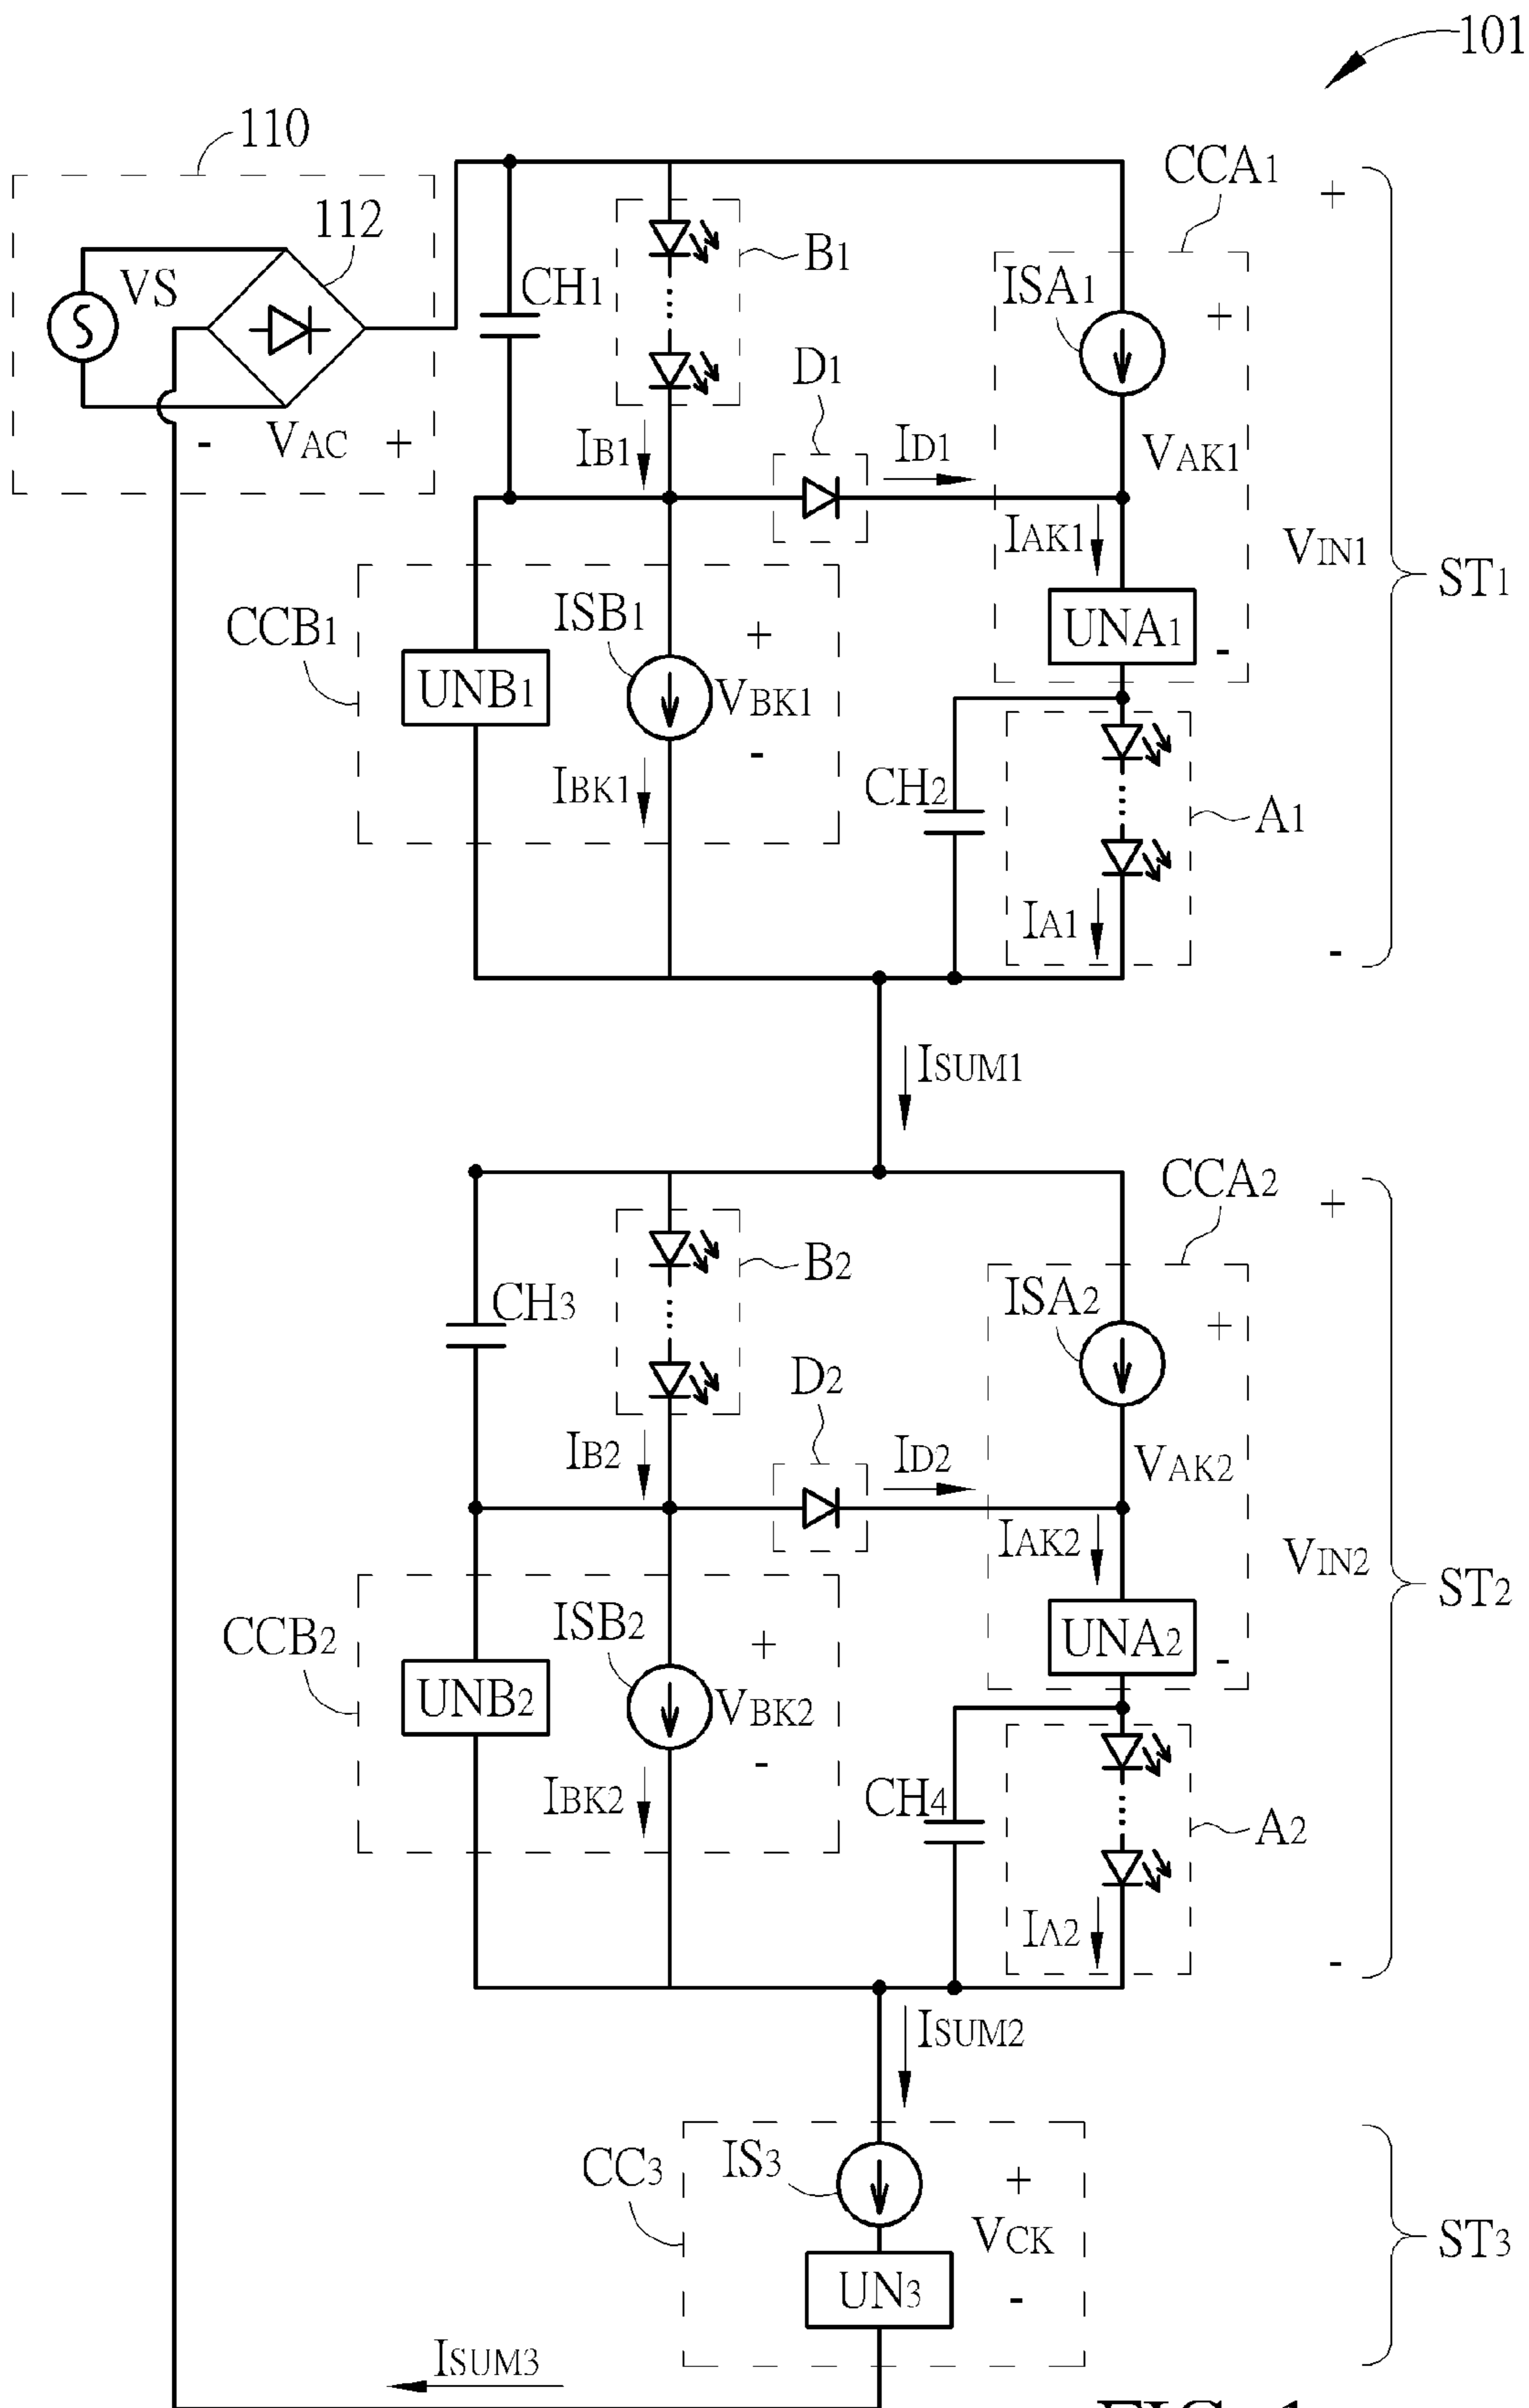 101
110
CCA1
+
112
VS
B1
CH1
ISA1
+
D1
- VAC +
IB1
ID1
VAK1
IAK1
VIN1
ST1
CCB1
ISB1
+
UNA1
-
UNB1
VBK1
-
IBK1
CH2
A1
IA1
-
ISUM1
CCA2
+
B2
CH3
ISA2
+
D2
IB2
ID2
VAK2
IAK2
VIN2
ST2
CCB2
ISB2
+
UNA2
-
UNB2
VBK2
-
IBK2
CH4
A2
IA2
-
ISUM2
CC3
IS3
+
VCK
ST3
UN3
-
ISUM3